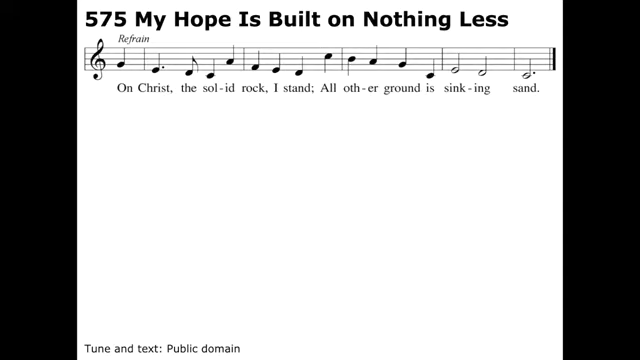 575 My Hope Is Built on Nothing Less
Refrain
On Christ, the sol - id rock, I stand; All oth - er ground is sink - ing sand.
Tune and text: Public domain